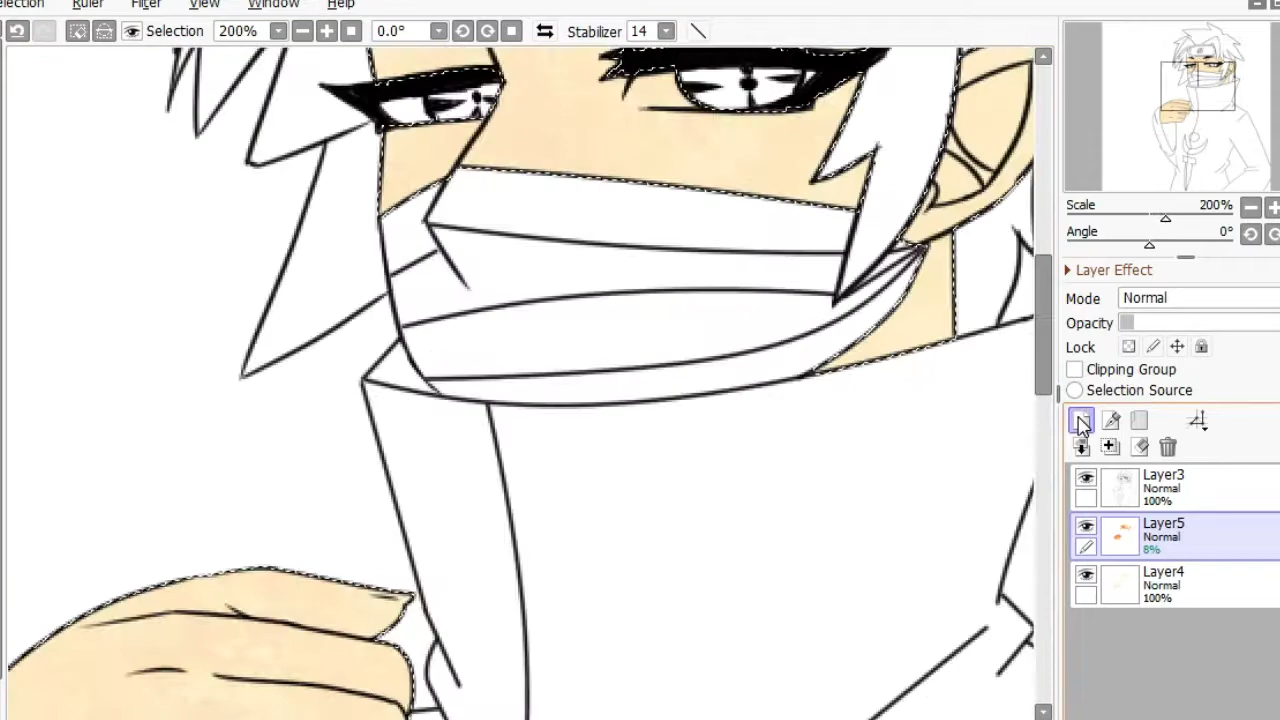 election Ruler Filter View Window Help
Selection 200% 0.0° Stabilizer 14
Scale 200%
Angle 0°
Layer Effect
Mode Normal
Opacity
Lock
Clipping Group
Selection Source
Layer3
Normal
100%
Layer5
Normal
8%
Layer4
Normal
100%